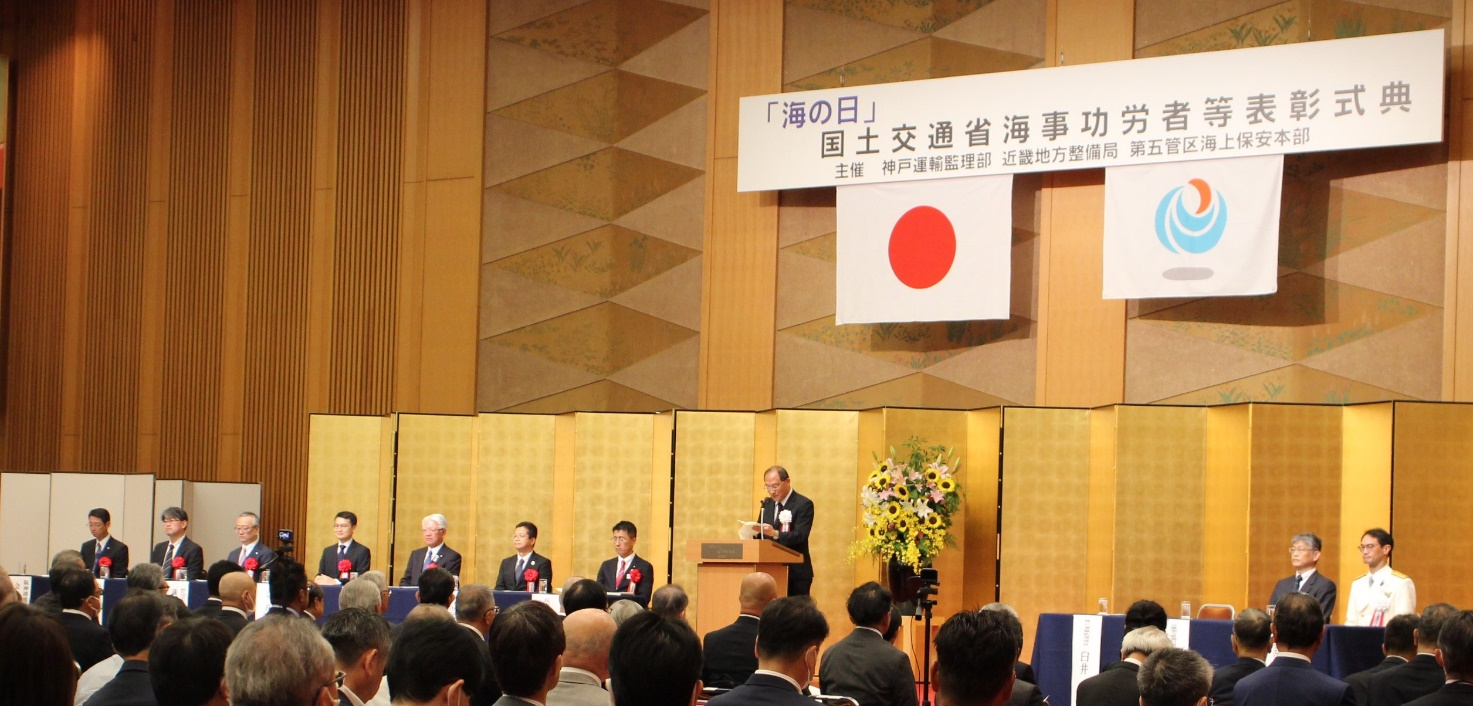 「海の日」
国土交通省海事功労者等表彰式典
主催 神戸運輸監理部 近畿地方整備局 第五管区海上保安本部
臼井